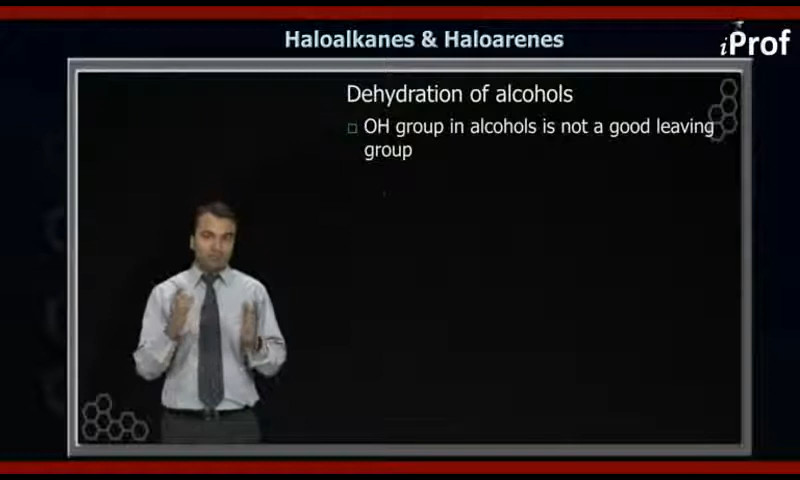 Haloalkanes & Haloarenes
iProf
Dehydration of alcohols
OH group in alcohols is not a good leaving
group